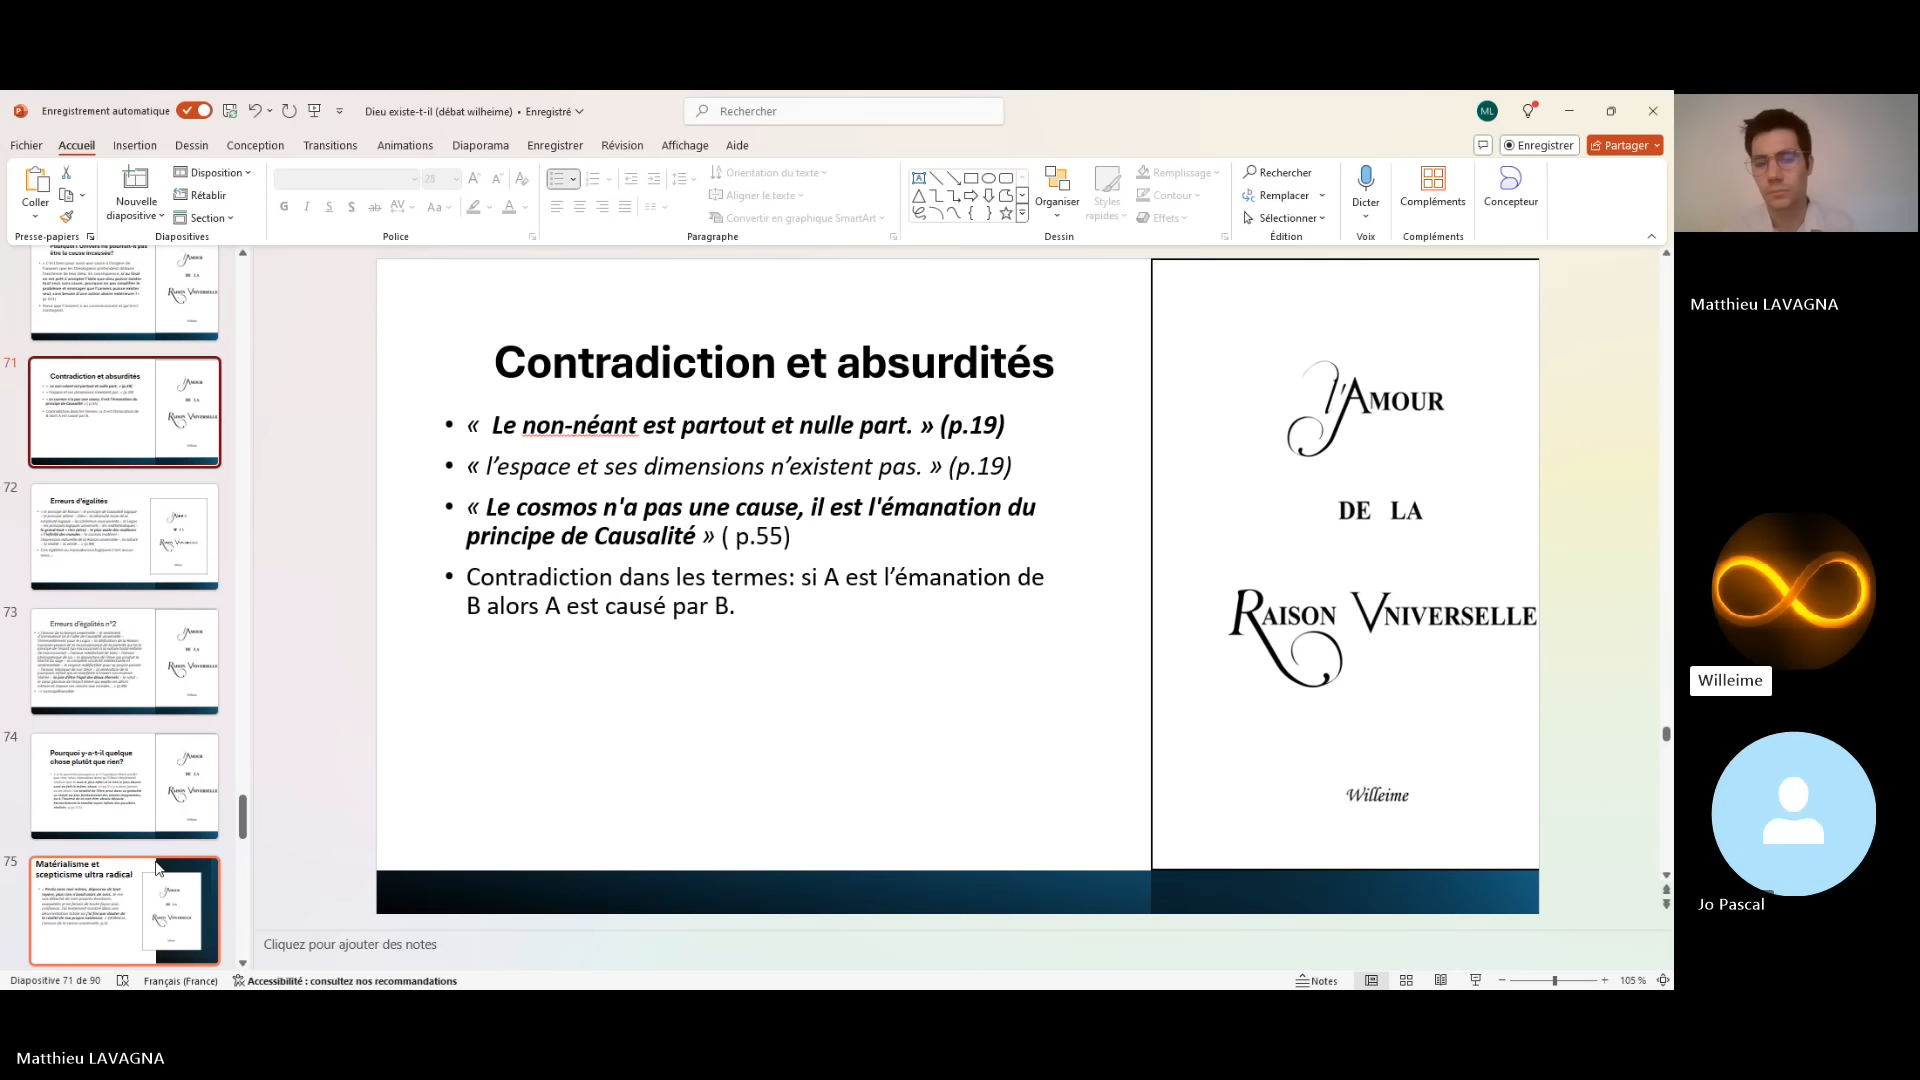 Enregistrement automatique
Dieu existe-t-il (débat wilheime) • Enregistré
Rechercher
ML
Fichier Accueil Insertion Dessin Conception Transitions Animations Diaporama Enregistrer Révision Affichage Aide
Enregistrer
Partager
Coller
Nouvelle diapositive
Disposition
Rétablir
Section
28
G I S S ab AV Aa A
Orientation du texte
Aligner le texte
Convertir en graphique SmartArt
Organiser
Styles rapides
Remplissage
Contour
Effets
Rechercher
Remplacer
Sélectionner
Dicter
Compléments
Concepteur
Presse-papiers
Diapositives
Police
Paragraphe
Dessin
Édition
Voix
Compléments
être la cause incausée?
71
Contradiction et absurdités
72
Erreurs d'égalités
73
Erreurs d'égalités n°2
74
Pourquoi y-a-t-il quelque
chose plutôt que rien?
75
Matérialisme et
scepticisme ultra radical
Contradiction et absurdités
• « Le non-néant est partout et nulle part. » (p.19)
• « l’espace et ses dimensions n’existent pas. » (p.19)
• « Le cosmos n'a pas une cause, il est l'émanation du
principe de Causalité » ( p.55)
• Contradiction dans les termes: si A est l’émanation de
B alors A est causé par B.
l'Amour
DE LA
Raison Vniverselle
Willeime
Cliquez pour ajouter des notes
Diapositive 71 de 90
Français (France)
Accessibilité : consultez nos recommandations
Notes
105 %
Matthieu LAVAGNA
Willeime
Jo Pascal
Matthieu LAVAGNA